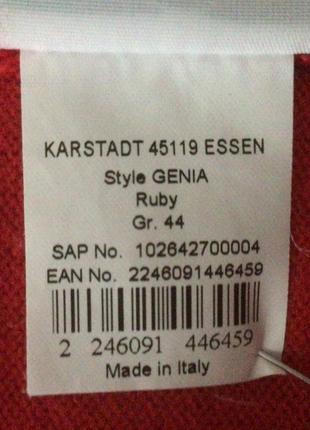 KARSTADT 45119 ESSEN
Style GENIA
Ruby
Gr. 44
SAP No. 102642700004
EAN No. 2246091446459
2 246091 446459
Made in Italy